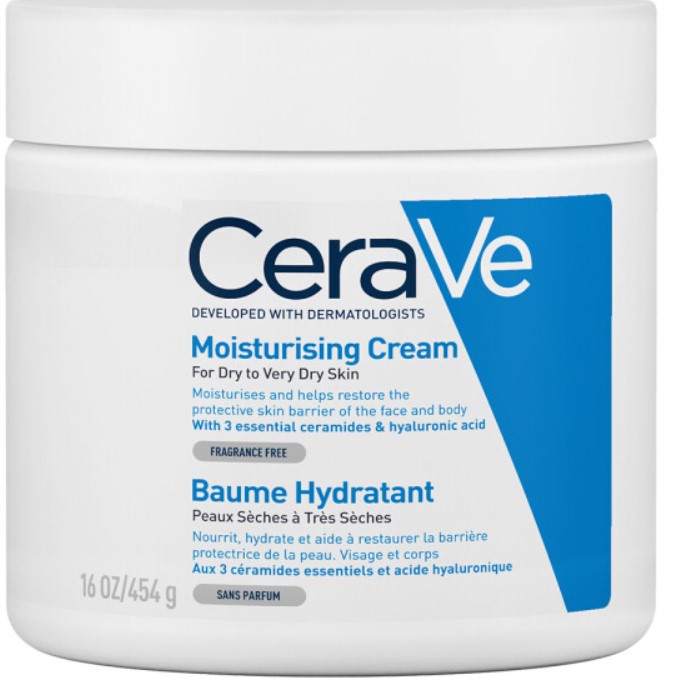 CeraVe
DEVELOPED WITH DERMATOLOGISTS
Moisturising Cream
For Dry to Very Dry Skin
Moisturises and helps restore the
protective skin barrier of the face and body
With 3 essential ceramides & hyaluronic acid
FRAGRANCE FREE
Baume Hydratant
Peaux Sèches à Très Sèches
Nourrit, hydrate et aide à restaurer la barrière
protectrice de la peau. Visage et corps
Aux 3 céramides essentiels et acide hyaluronique
16 OZ/454 g
SANS PARFUM